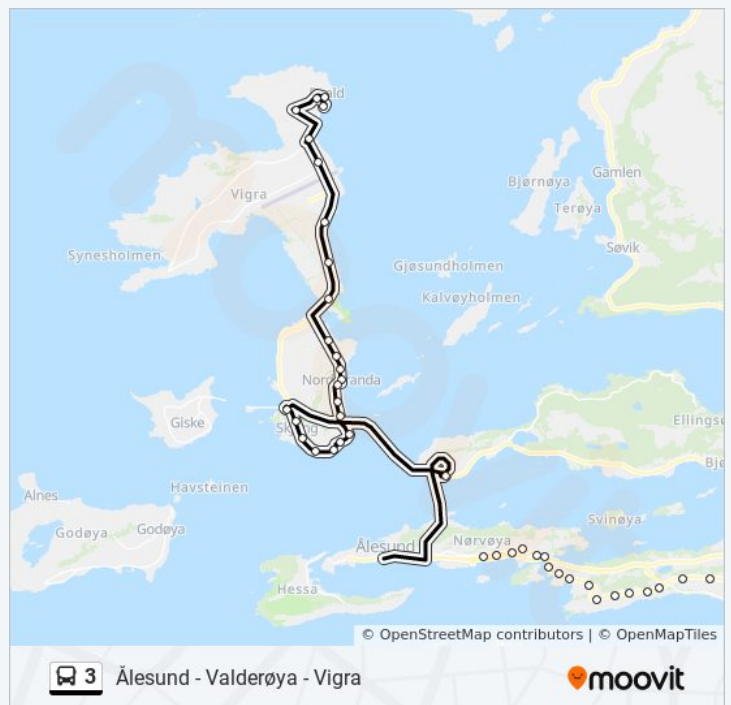 Vigra
Synesholmen
Gamlen
Bjørnøya
Terøya
Søvik
Gjøsundholmen
Kalvøyholmen
Giske
Ellingsø
Alnes
Havsteinen
Godøya
Godøya
Svinøya
Ålesund
Nørvøya
Hessa
© OpenStreetMap contributors | © OpenMapTiles
3 Ålesund - Valderøya - Vigra
moovit